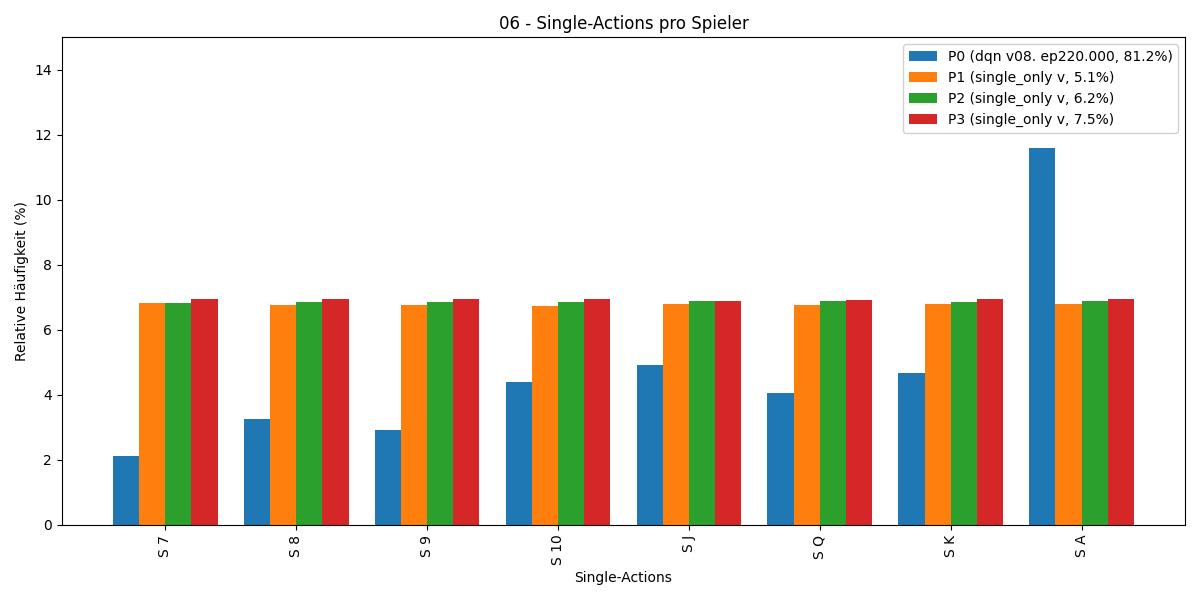 06 - Single-Actions pro Spieler
P0 (dqn v08. ep220.000, 81.2%)
P1 (single_only v, 5.1%)
P2 (single_only v, 6.2%)
P3 (single_only v, 7.5%)
Relative Häufigkeit (%)
14
12
10
8
6
4
2
0
S 7
S 8
S 9
S 10
S J
S Q
S K
S A
Single-Actions